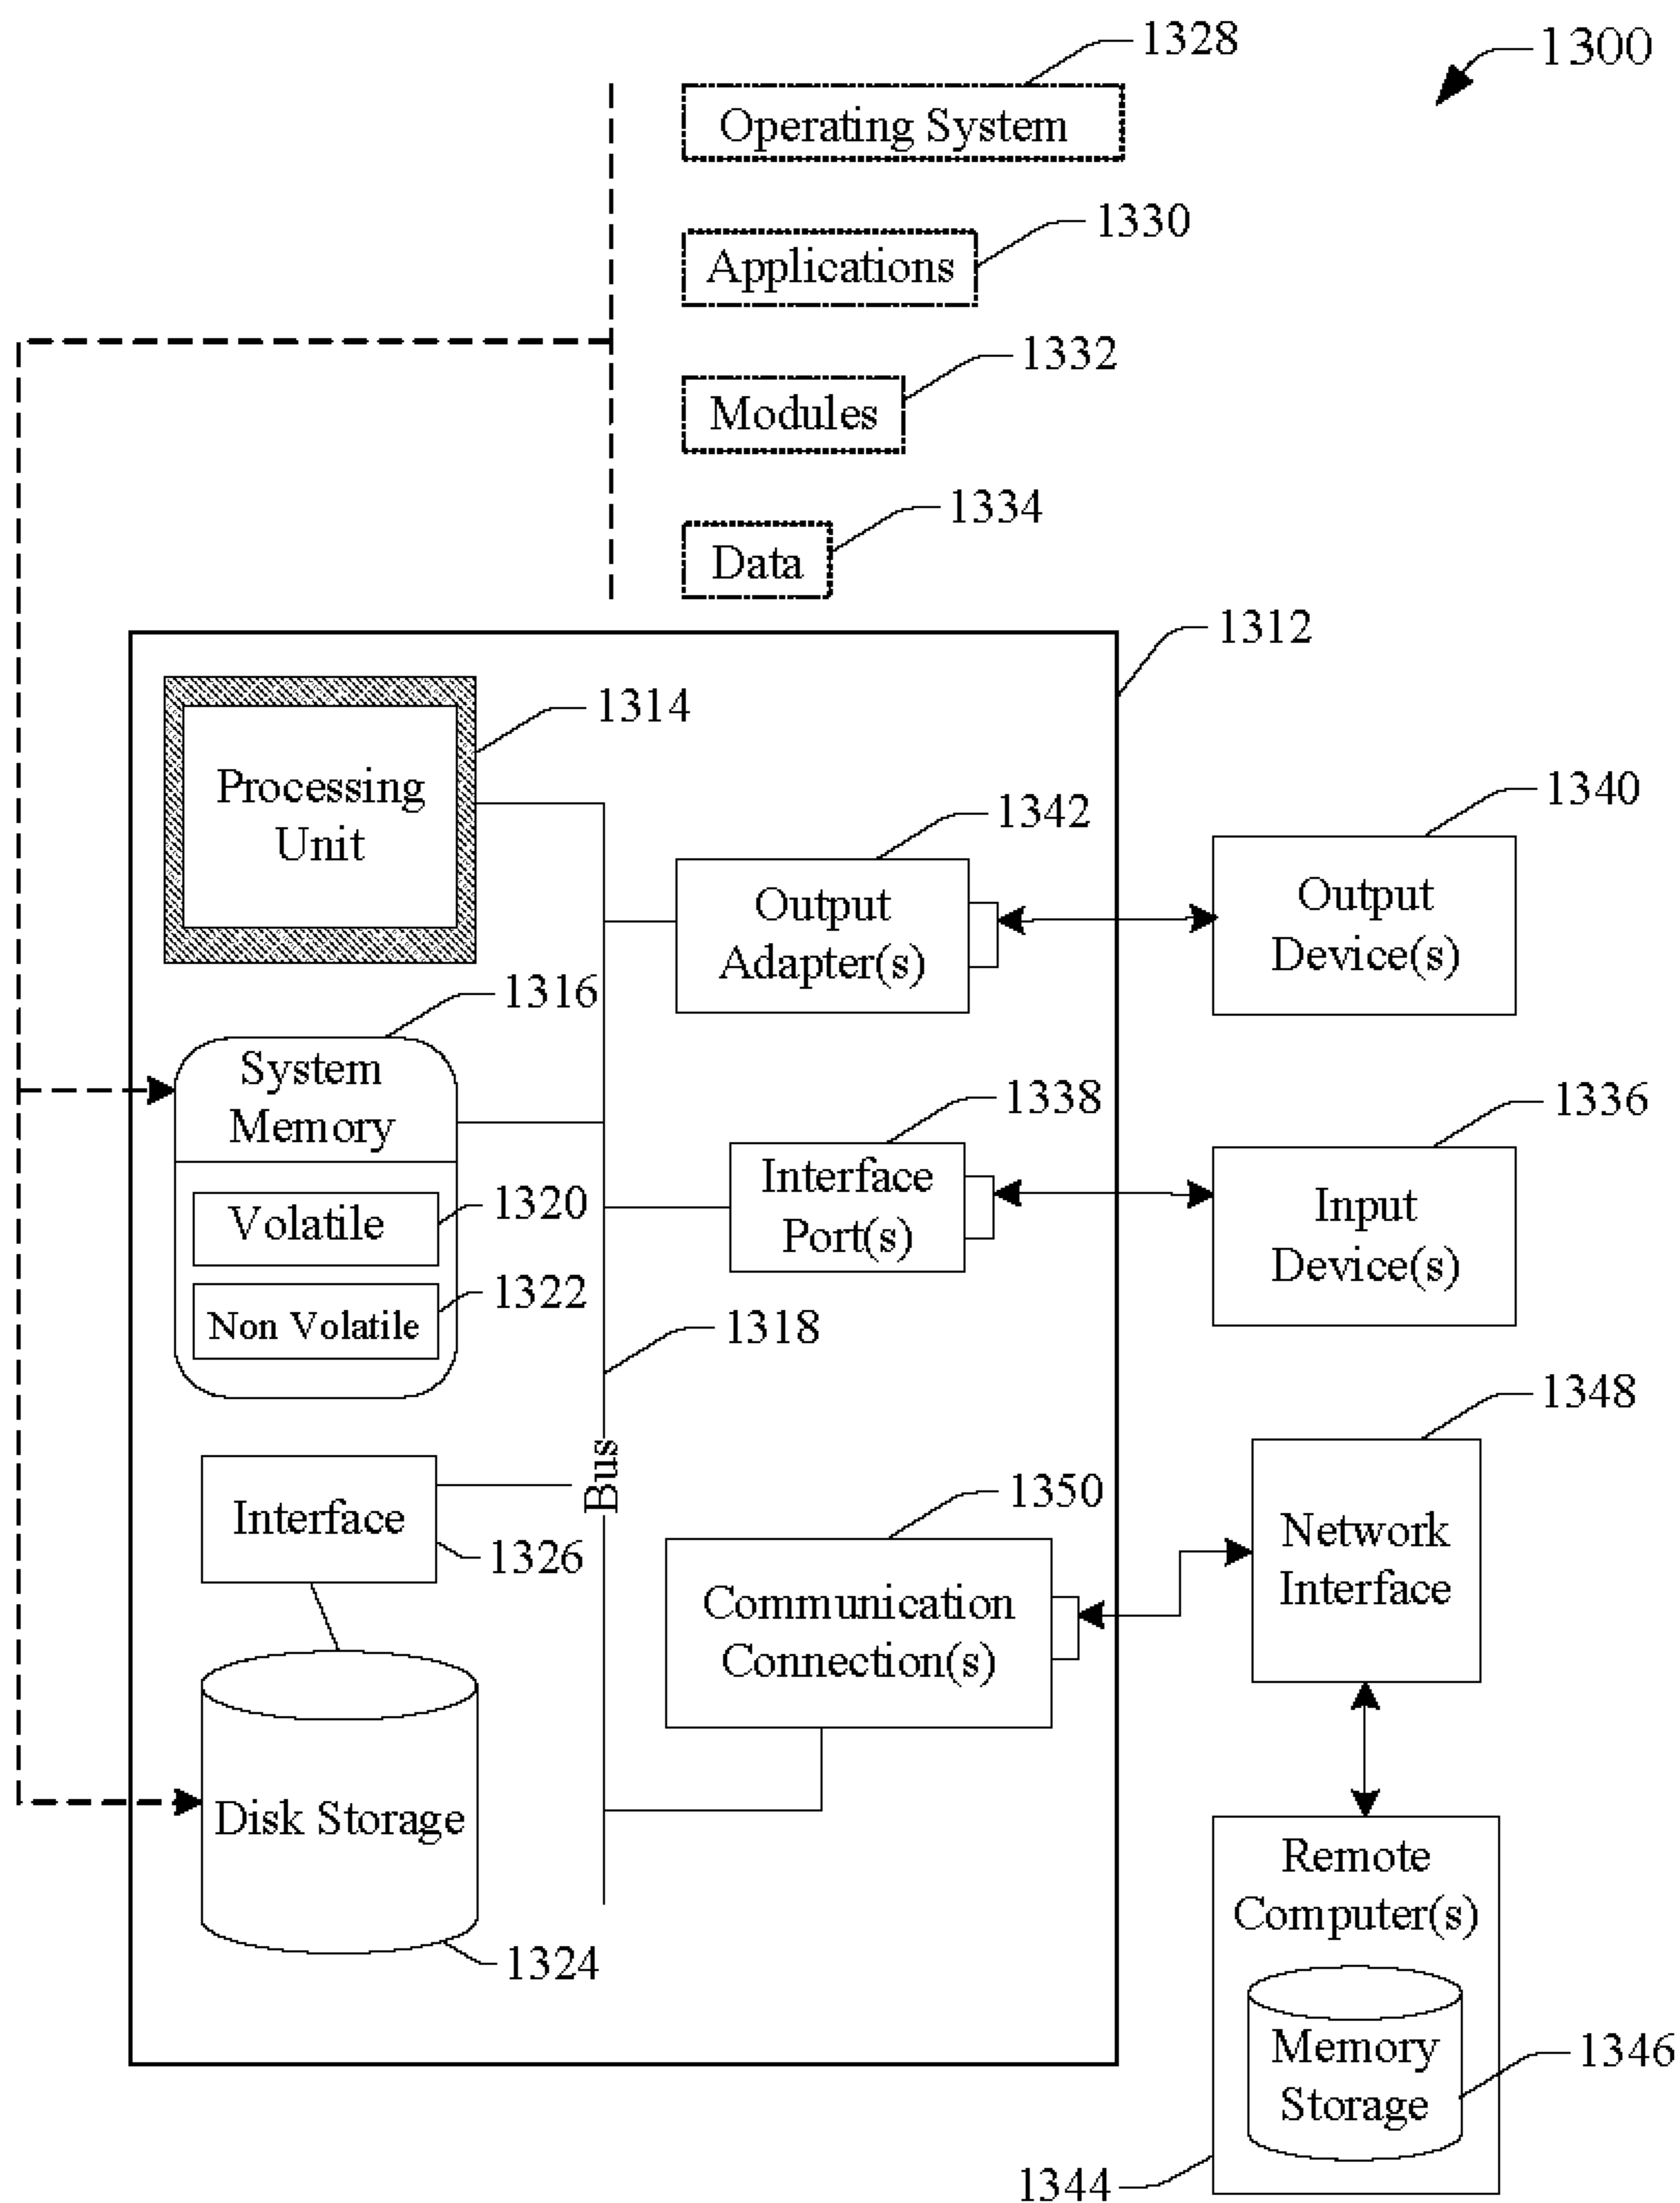 1328
1300
Operating System
1330
Applications
1332
Modules
1334
Data
1312
1314
Processing
Unit
1342
1340
Output
Adapter(s)
Output
Device(s)
1316
System
Memory
1338
1336
Interface
Port(s)
Input
Device(s)
1320
Volatile
1322
Non Volatile
1318
1348
Bus
1350
Network
Interface
Interface
1326
Communication
Connection(s)
Disk Storage
1324
Remote
Computer(s)
Memory
Storage
1346
1344